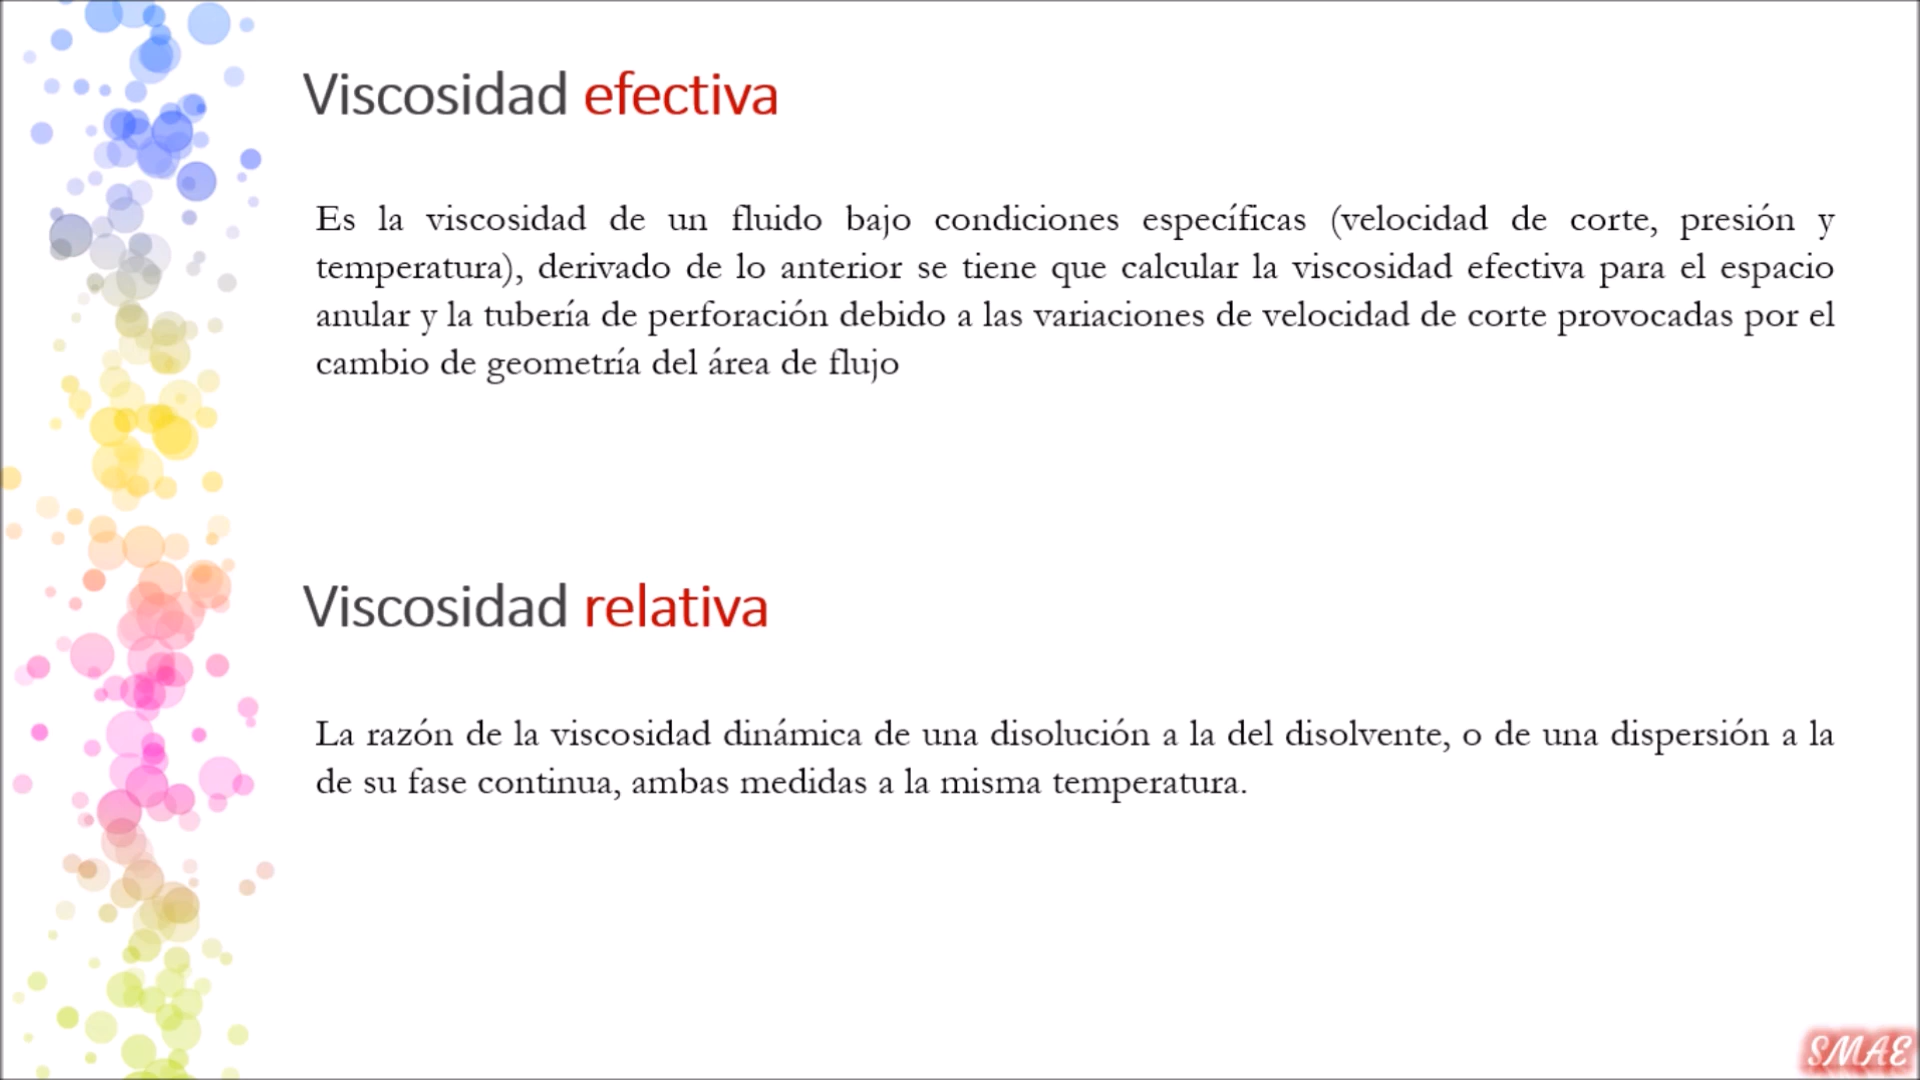 Viscosidad efectiva
Es la viscosidad de un fluido bajo condiciones específicas (velocidad de corte, presión y
temperatura), derivado de lo anterior se tiene que calcular la viscosidad efectiva para el espacio
anular y la tubería de perforación debido a las variaciones de velocidad de corte provocadas por el
cambio de geometría del área de flujo
Viscosidad relativa
La razón de la viscosidad dinámica de una disolución a la del disolvente, o de una dispersión a la
de su fase continua, ambas medidas a la misma temperatura.
SMAE